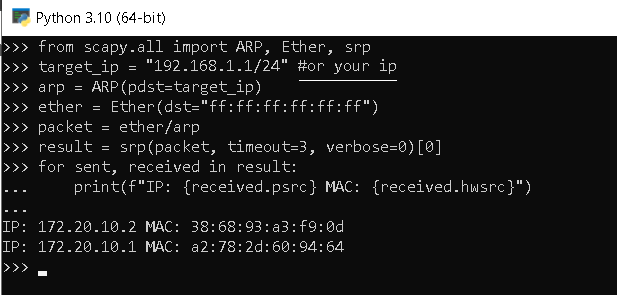 Python 3.10 (64-bit)
>>> from scapy.all import ARP, Ether, srp
>>> target_ip = "192.168.1.1/24" #or your ip
>>> arp = ARP(pdst=target_ip)
>>> ether = Ether(dst="ff:ff:ff:ff:ff:ff")
>>> packet = ether/arp
>>> result = srp(packet, timeout=3, verbose=0)[0]
>>> for sent, received in result:
...     print(f"IP: {received.psrc} MAC: {received.hwsrc}")
...
IP: 172.20.10.2 MAC: 38:68:93:a3:f9:0d
IP: 172.20.10.1 MAC: a2:78:2d:60:94:64
>>>